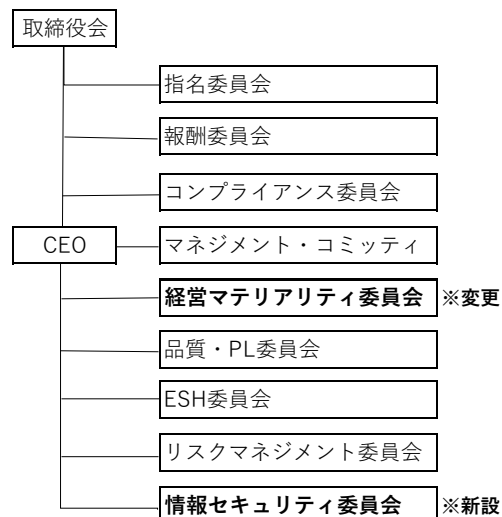 取締役会
指名委員会
報酬委員会
コンプライアンス委員会
CEO
マネジメント・コミッティ
経営マテリアリティ委員会 ※変更
品質・PL委員会
ESH委員会
リスクマネジメント委員会
情報セキュリティ委員会 ※新設